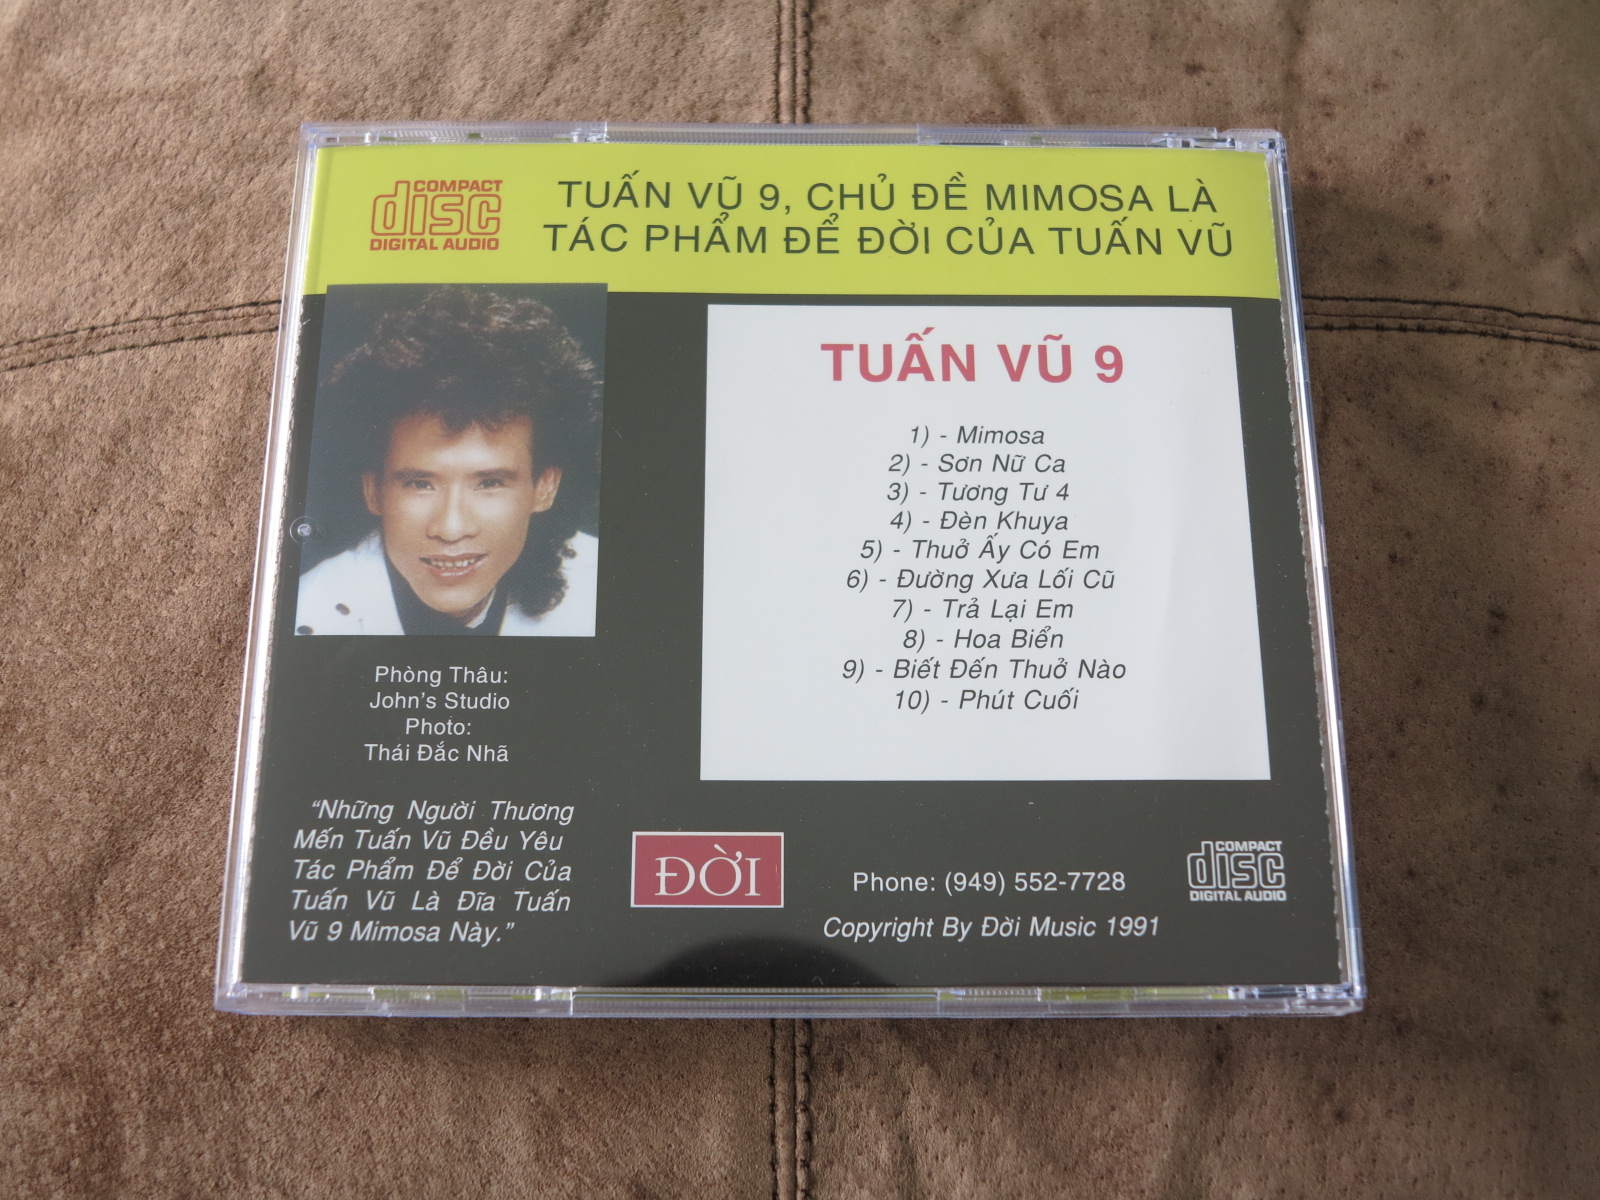 COMPACT
disc
DIGITAL AUDIO
TUẤN VŨ 9, CHỦ ĐỀ MIMOSA LÀ
TÁC PHẨM ĐỂ ĐỜI CỦA TUẤN VŨ
TUẤN VŨ 9
1) - Mimosa
2) - Sơn Nữ Ca
3) - Tương Tư 4
4) - Đèn Khuya
5) - Thuở Ấy Có Em
6) - Đường Xưa Lối Cũ
7) - Trả Lại Em
8) - Hoa Biển
9) - Biết Đến Thuở Nào
10) - Phút Cuối
Phòng Thâu:
John's Studio
Photo:
Thái Đắc Nhã
“Những Người Thương
Mến Tuấn Vũ Đều Yêu
Tác Phẩm Để Đời Của
Tuấn Vũ Là Đĩa Tuấn
Vũ 9 Mimosa Này.”
ĐỜI
Phone: (949) 552-7728
Copyright By Đời Music 1991
COMPACT
disc
DIGITAL AUDIO